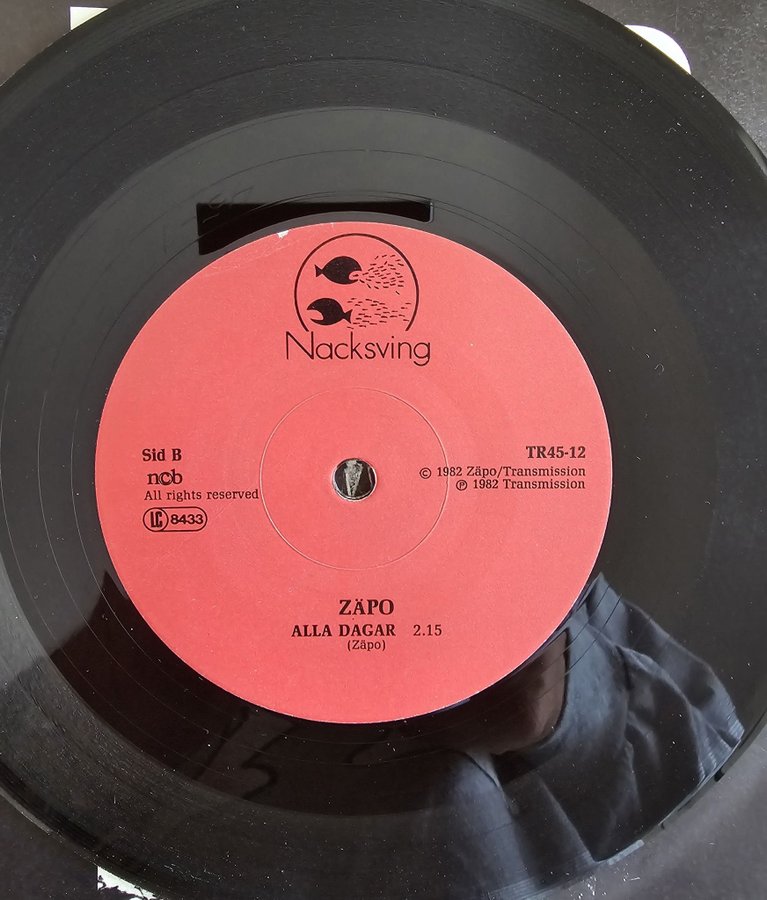 Nacksving
Sid B
ncb
All rights reserved
LC 8433
TR45-12
© 1982 Zäpo/Transmission
℗ 1982 Transmission
ZÄPO
ALLA DAGAR 2.15
(Zäpo)